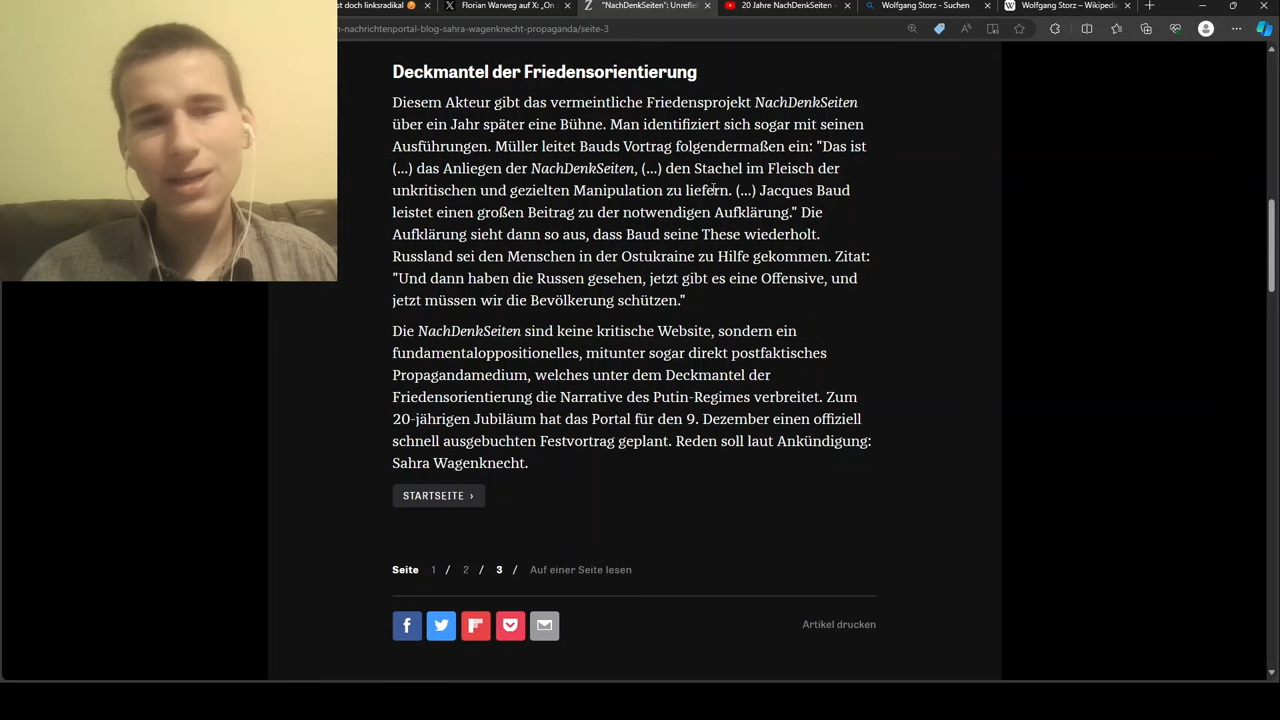 st doch linksradikal
Florian Warweg auf X: „On
"NachDenkSeiten": Unrefle
20 Jahre NachDenkSeiten -
Wolfgang Storz - Suchen
Wolfgang Storz – Wikipedi
n-nachrichtenportal-blog-sahra-wagenknecht-propaganda/seite-3
Deckmantel der Friedensorientierung
Diesem Akteur gibt das vermeintliche Friedensprojekt NachDenkSeiten
über ein Jahr später eine Bühne. Man identifiziert sich sogar mit seinen
Ausführungen. Müller leitet Bauds Vortrag folgendermaßen ein: "Das ist
(...) das Anliegen der NachDenkSeiten, (...) den Stachel im Fleisch der
unkritischen und gezielten Manipulation zu liefern. (...) Jacques Baud
leistet einen großen Beitrag zu der notwendigen Aufklärung." Die
Aufklärung sieht dann so aus, dass Baud seine These wiederholt.
Russland sei den Menschen in der Ostukraine zu Hilfe gekommen. Zitat:
"Und dann haben die Russen gesehen, jetzt gibt es eine Offensive, und
jetzt müssen wir die Bevölkerung schützen."
Die NachDenkSeiten sind keine kritische Website, sondern ein
fundamentaloppositionelles, mitunter sogar direkt postfaktisches
Propagandamedium, welches unter dem Deckmantel der
Friedensorientierung die Narrative des Putin-Regimes verbreitet. Zum
20-jährigen Jubiläum hat das Portal für den 9. Dezember einen offiziell
schnell ausgebuchten Festvortrag geplant. Reden soll laut Ankündigung:
Sahra Wagenknecht.
STARTSEITE ›
Seite 1 / 2 / 3 / Auf einer Seite lesen
Artikel drucken